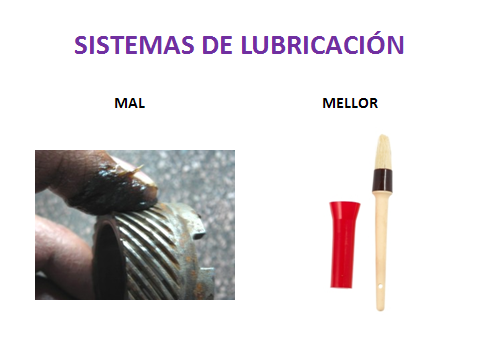 SISTEMAS DE LUBRICACIÓN
MAL
MELLOR